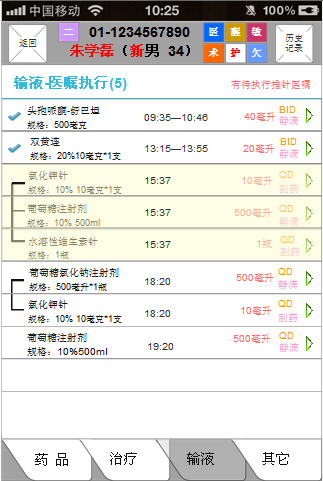 中国移动 10:25 51%
返回 二 01-1234567890 医 查 敏 历史
记录
朱学磊 (新男 34) 术 护 欠
输液-医嘱执行(5) 有待执行抢针医嘱
头孢哌酮-舒巴坦 09:35—10:46 40毫升 BID
规格：500毫克 静滴
双黄连 13:15—13:55 20毫升 BID
规格：20%10毫克*1支 静滴
氯化钾针 15:37 10毫升 QD
规格：10% 10毫克*1支 副药
葡萄糖注射剂 15:37 500毫升 QD
规格：10% 500ml 静滴
水溶性维生素针 15:37 1瓶 QD
规格：1瓶 副药
葡萄糖氯化钠注射剂 18:20 500毫升 QD
规格：500毫升*1瓶 静滴
氯化钾针 18:20 10毫升 QD
规格：10% 10毫克*1支 副药
葡萄糖注射剂 19:20 500毫升 QD
规格：10%500ml 静滴
药 品 治疗 输液 其它